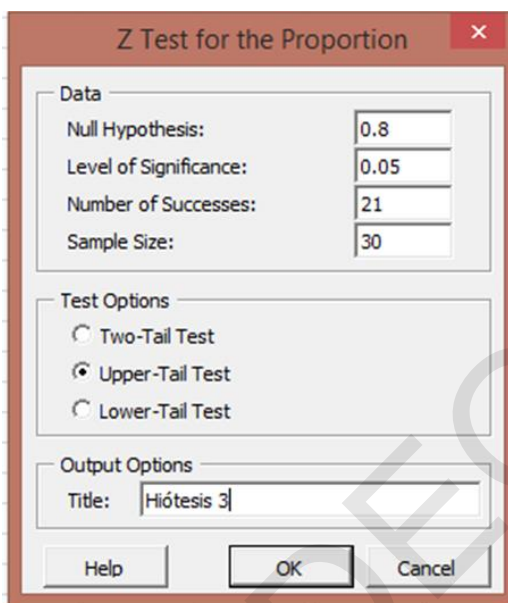 Z Test for the Proportion
Data
Null Hypothesis: 0.8
Level of Significance: 0.05
Number of Successes: 21
Sample Size: 30
Test Options
Two-Tail Test
Upper-Tail Test
Lower-Tail Test
Output Options
Title: Hiótesis 3
Help OK Cancel